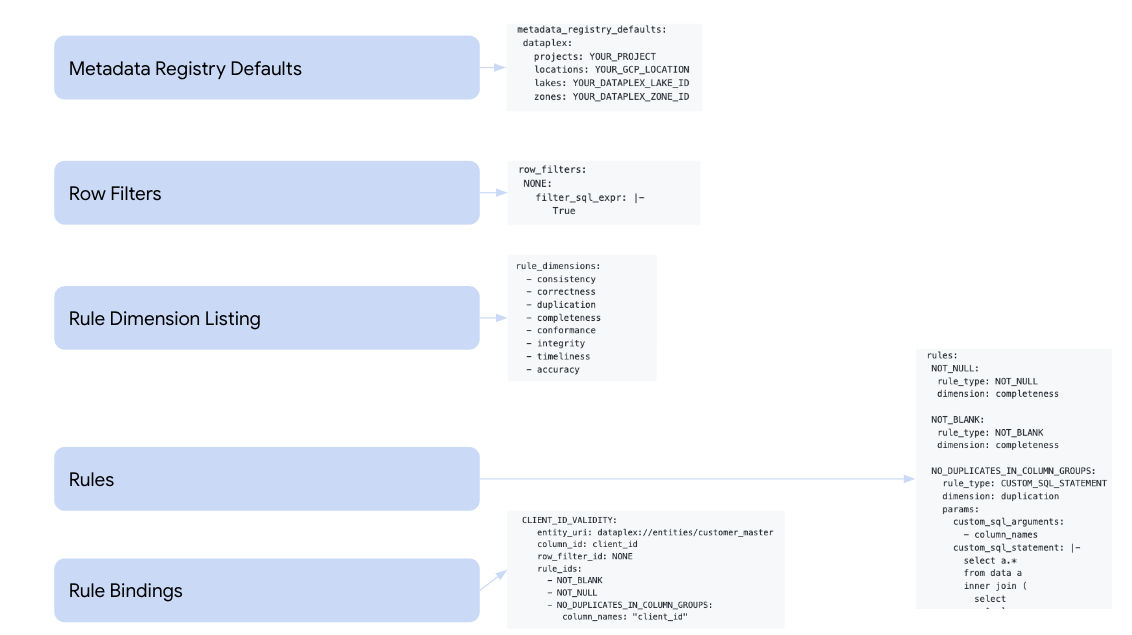 Metadata Registry Defaults
metadata_registry_defaults:
dataplex:
projects: YOUR_PROJECT
locations: YOUR_GCP_LOCATION
lakes: YOUR_DATAPLEX_LAKE_ID
zones: YOUR_DATAPLEX_ZONE_ID
Row Filters
row_filters:
NONE:
filter_sql_expr: |-
True
Rule Dimension Listing
rule_dimensions:
- consistency
- correctness
- duplication
- completeness
- conformance
- integrity
- timeliness
- accuracy
Rules
rules:
NOT_NULL:
rule_type: NOT_NULL
dimension: completeness
NOT_BLANK:
rule_type: NOT_BLANK
dimension: completeness
NO_DUPLICATES_IN_COLUMN_GROUPS:
rule_type: CUSTOM_SQL_STATEMENT
dimension: duplication
params:
custom_sql_arguments:
- column_names
custom_sql_statement: |-
select a.*
from data a
inner join (
select
Rule Bindings
CLIENT_ID_VALIDITY:
entity_uri: dataplex://entities/customer_master
column_id: client_id
row_filter_id: NONE
rule_ids:
- NOT_BLANK
- NOT_NULL
- NO_DUPLICATES_IN_COLUMN_GROUPS:
column_names: "client_id"